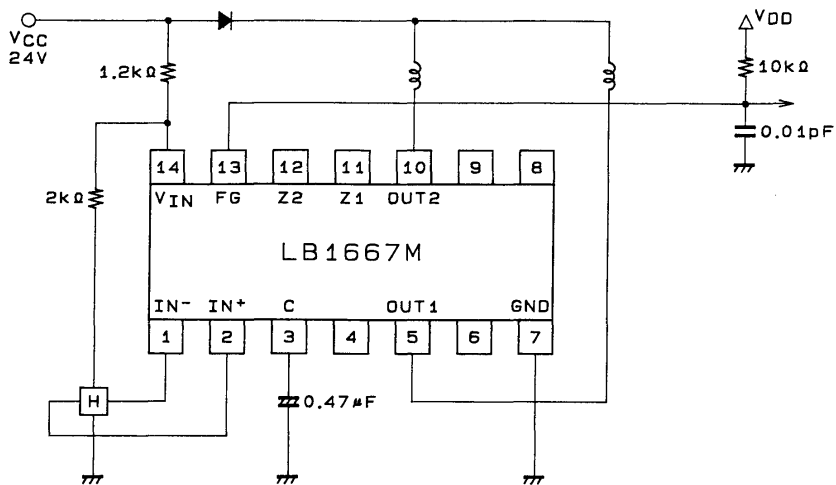 VCC
24V
1.2kΩ
VDD
10kΩ
0.01pF
14 13 12 11 10 9 8
2kΩ
VIN FG Z2 Z1 OUT2
LB1667M
IN- IN+ C OUT1 GND
1 2 3 4 5 6 7
H
0.47µF